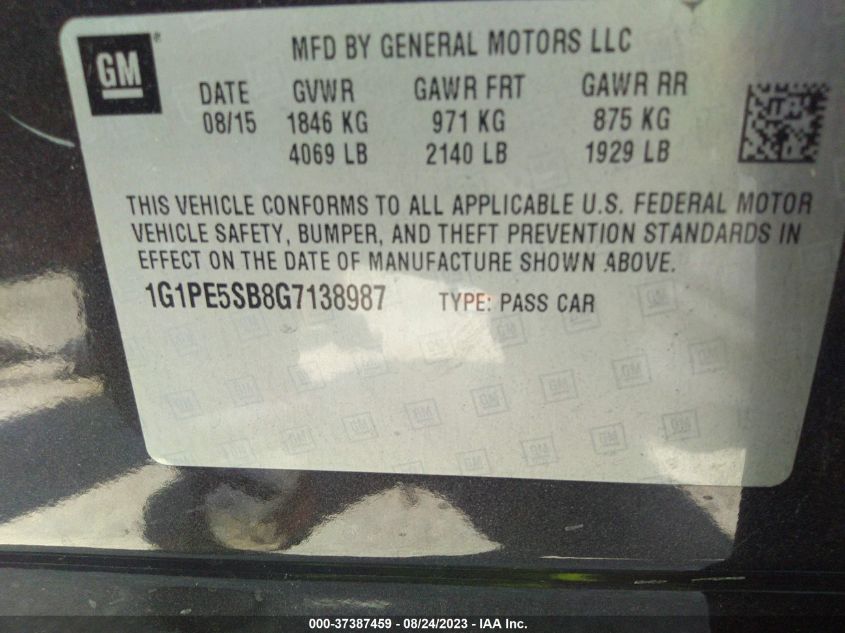 GM
MFD BY GENERAL MOTORS LLC
DATE GVWR GAWR FRT GAWR RR
08/15 1846 KG 971 KG 875 KG
4069 LB 2140 LB 1929 LB
THIS VEHICLE CONFORMS TO ALL APPLICABLE U.S. FEDERAL MOTOR
VEHICLE SAFETY, BUMPER, AND THEFT PREVENTION STANDARDS IN
EFFECT ON THE DATE OF MANUFACTURE SHOWN ABOVE.
1G1PE5SB8G7138987 TYPE: PASS CAR
000-37387459 - 08/24/2023 - IAA Inc.